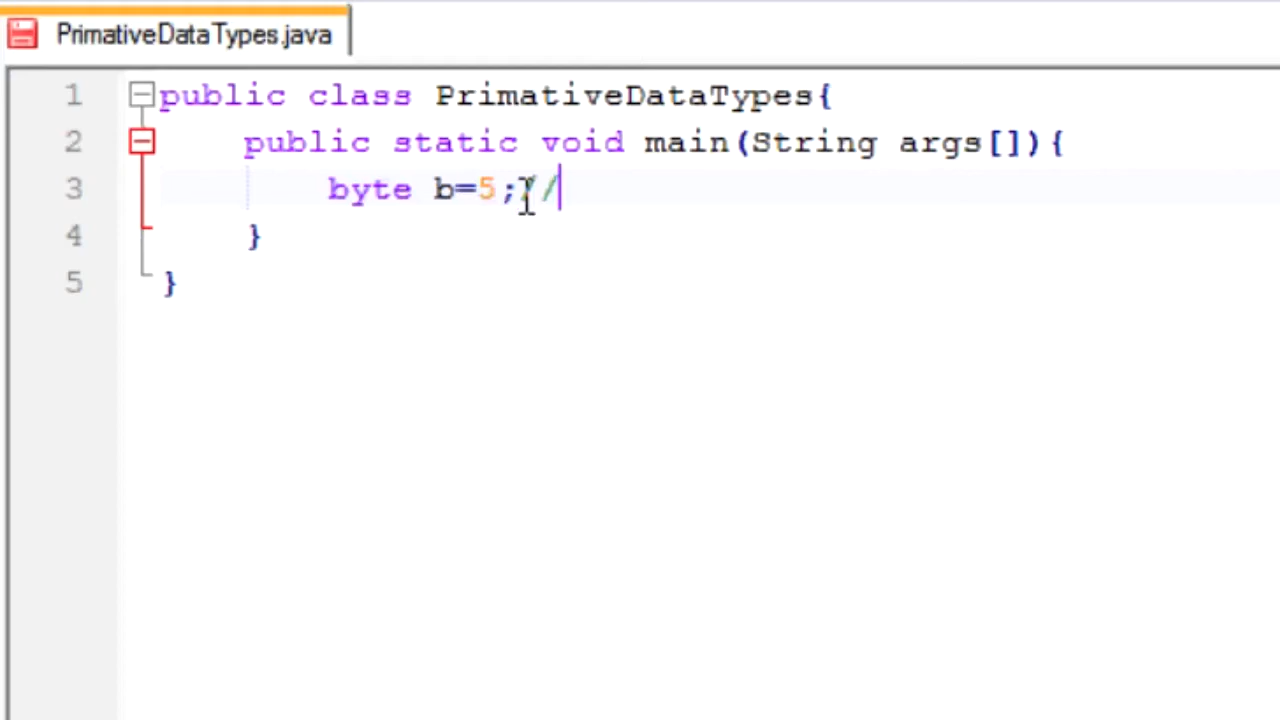 PrimativeDataTypes.java
1 public class PrimativeDataTypes{
2 public static void main(String args[]){
3 byte b=5;//
4 }
5 }